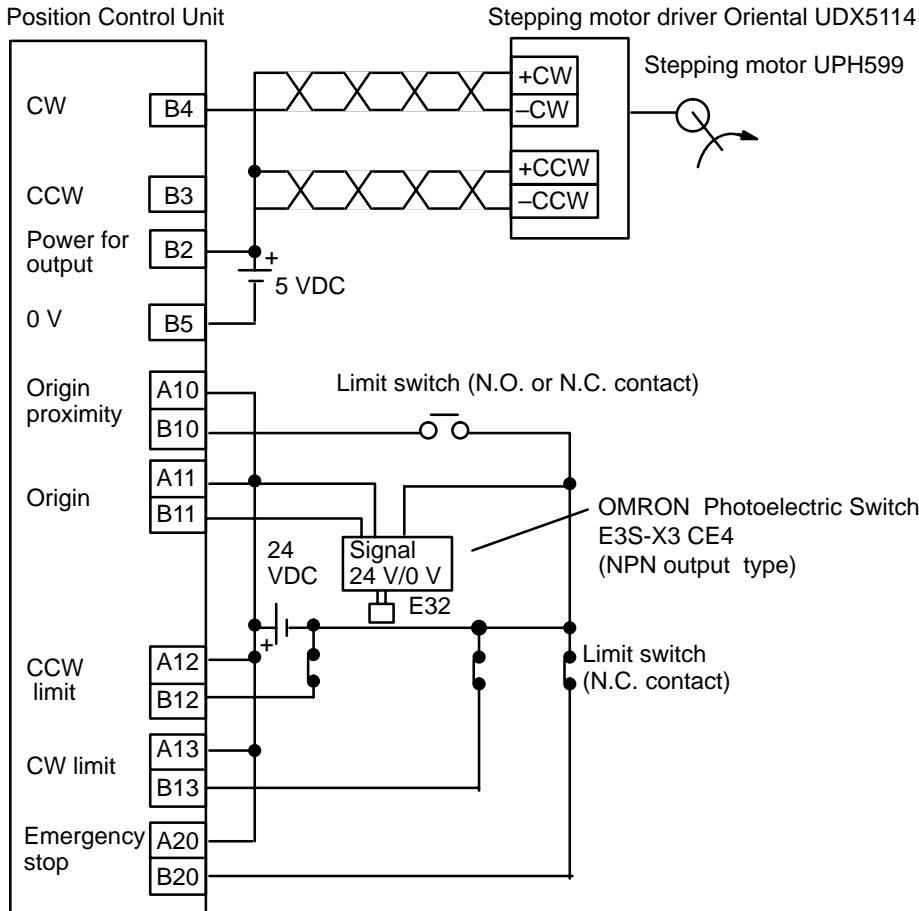 Position Control Unit
Stepping motor driver Oriental UDX5114
Stepping motor UPH599
+CW
–CW
+CCW
–CCW
CW
B4
CCW
B3
Power for
output
B2
+
5 VDC
0 V
B5
Origin
proximity
A10
B10
Limit switch (N.O. or N.C. contact)
Origin
A11
B11
OMRON Photoelectric Switch
E3S-X3 CE4
(NPN output type)
Signal
24 V/0 V
E32
24
VDC
+
CCW
limit
A12
B12
Limit switch
(N.C. contact)
CW limit
A13
B13
Emergency
stop
A20
B20